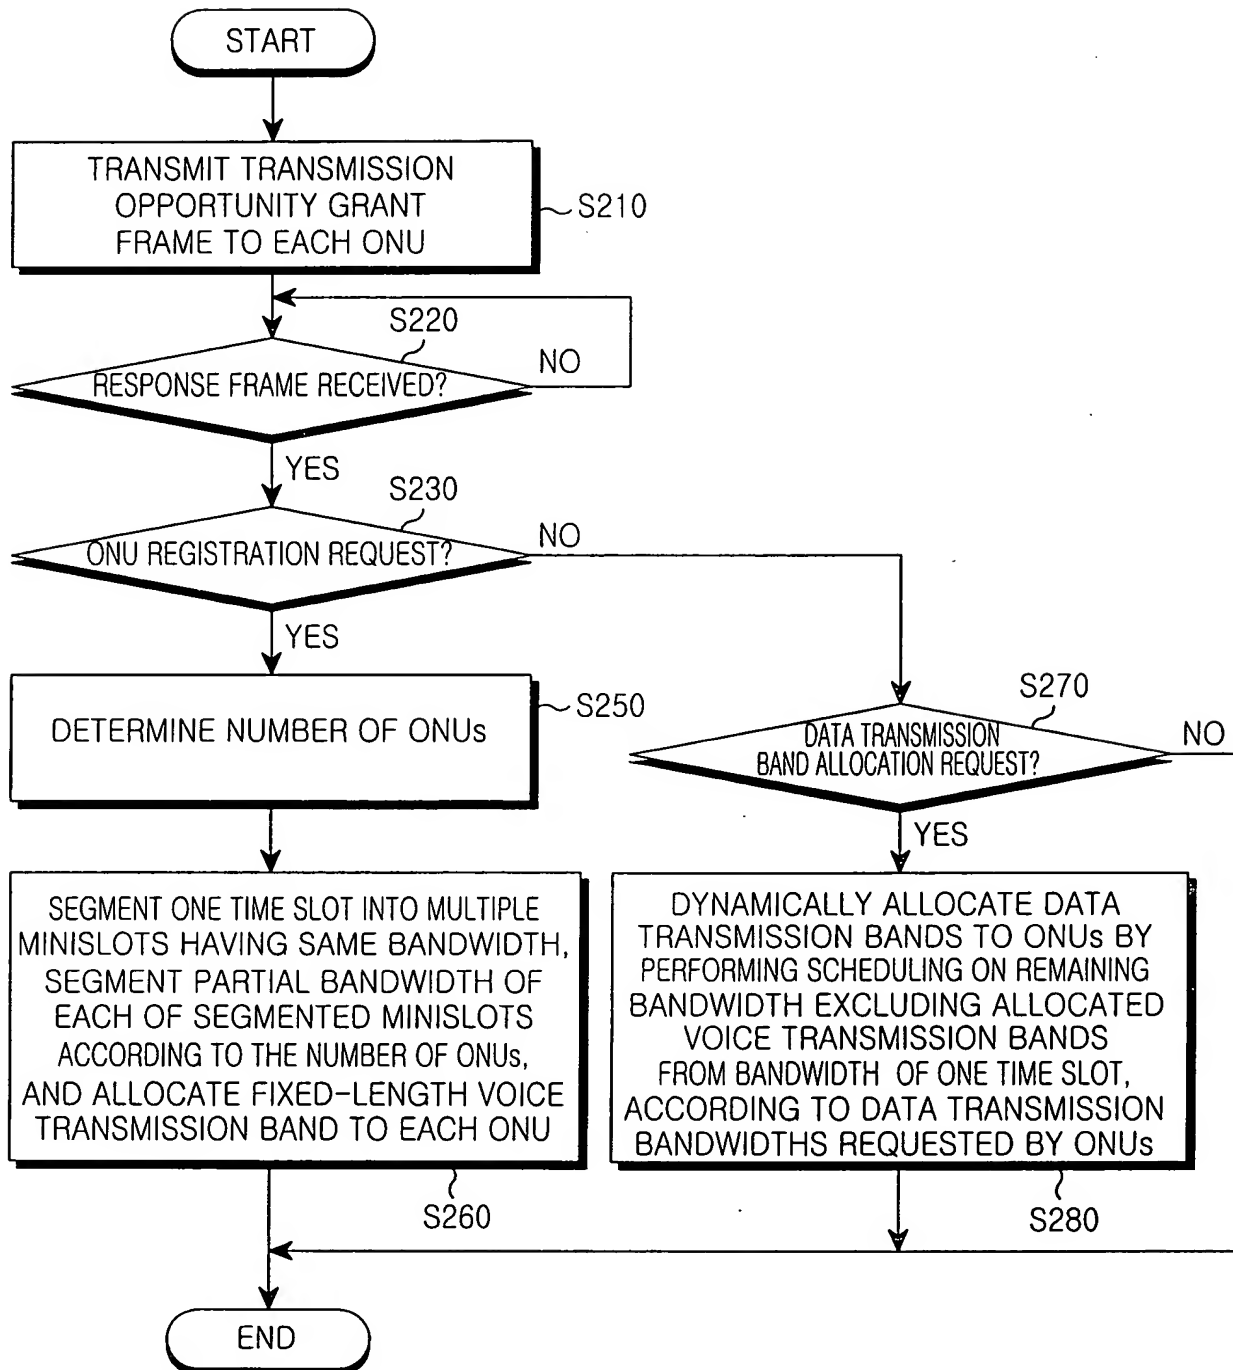 START
TRANSMIT TRANSMISSION
OPPORTUNITY GRANT
FRAME TO EACH ONU
S210
S220
RESPONSE FRAME RECEIVED?
NO
YES
S230
ONU REGISTRATION REQUEST?
NO
YES
DETERMINE NUMBER OF ONUs
S250
S270
DATA TRANSMISSION
BAND ALLOCATION REQUEST?
NO
YES
SEGMENT ONE TIME SLOT INTO MULTIPLE
MINISLOTS HAVING SAME BANDWIDTH,
SEGMENT PARTIAL BANDWIDTH OF
EACH OF SEGMENTED MINISLOTS
ACCORDING TO THE NUMBER OF ONUs,
AND ALLOCATE FIXED-LENGTH VOICE
TRANSMISSION BAND TO EACH ONU
S260
DYNAMICALLY ALLOCATE DATA
TRANSMISSION BANDS TO ONUs BY
PERFORMING SCHEDULING ON REMAINING
BANDWIDTH EXCLUDING ALLOCATED
VOICE TRANSMISSION BANDS
FROM BANDWIDTH OF ONE TIME SLOT,
ACCORDING TO DATA TRANSMISSION
BANDWIDTHS REQUESTED BY ONUs
S280
END